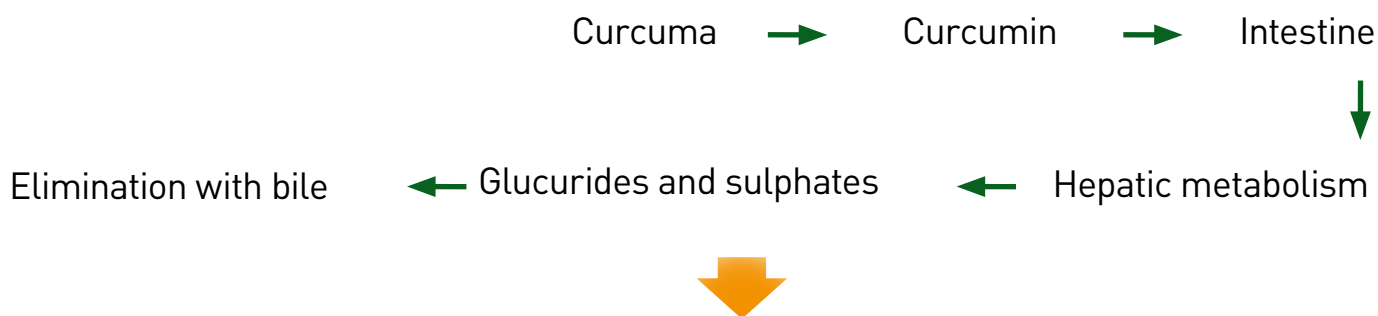 Curcuma Curcumin Intestine
Elimination with bile Glucurides and sulphates Hepatic metabolism